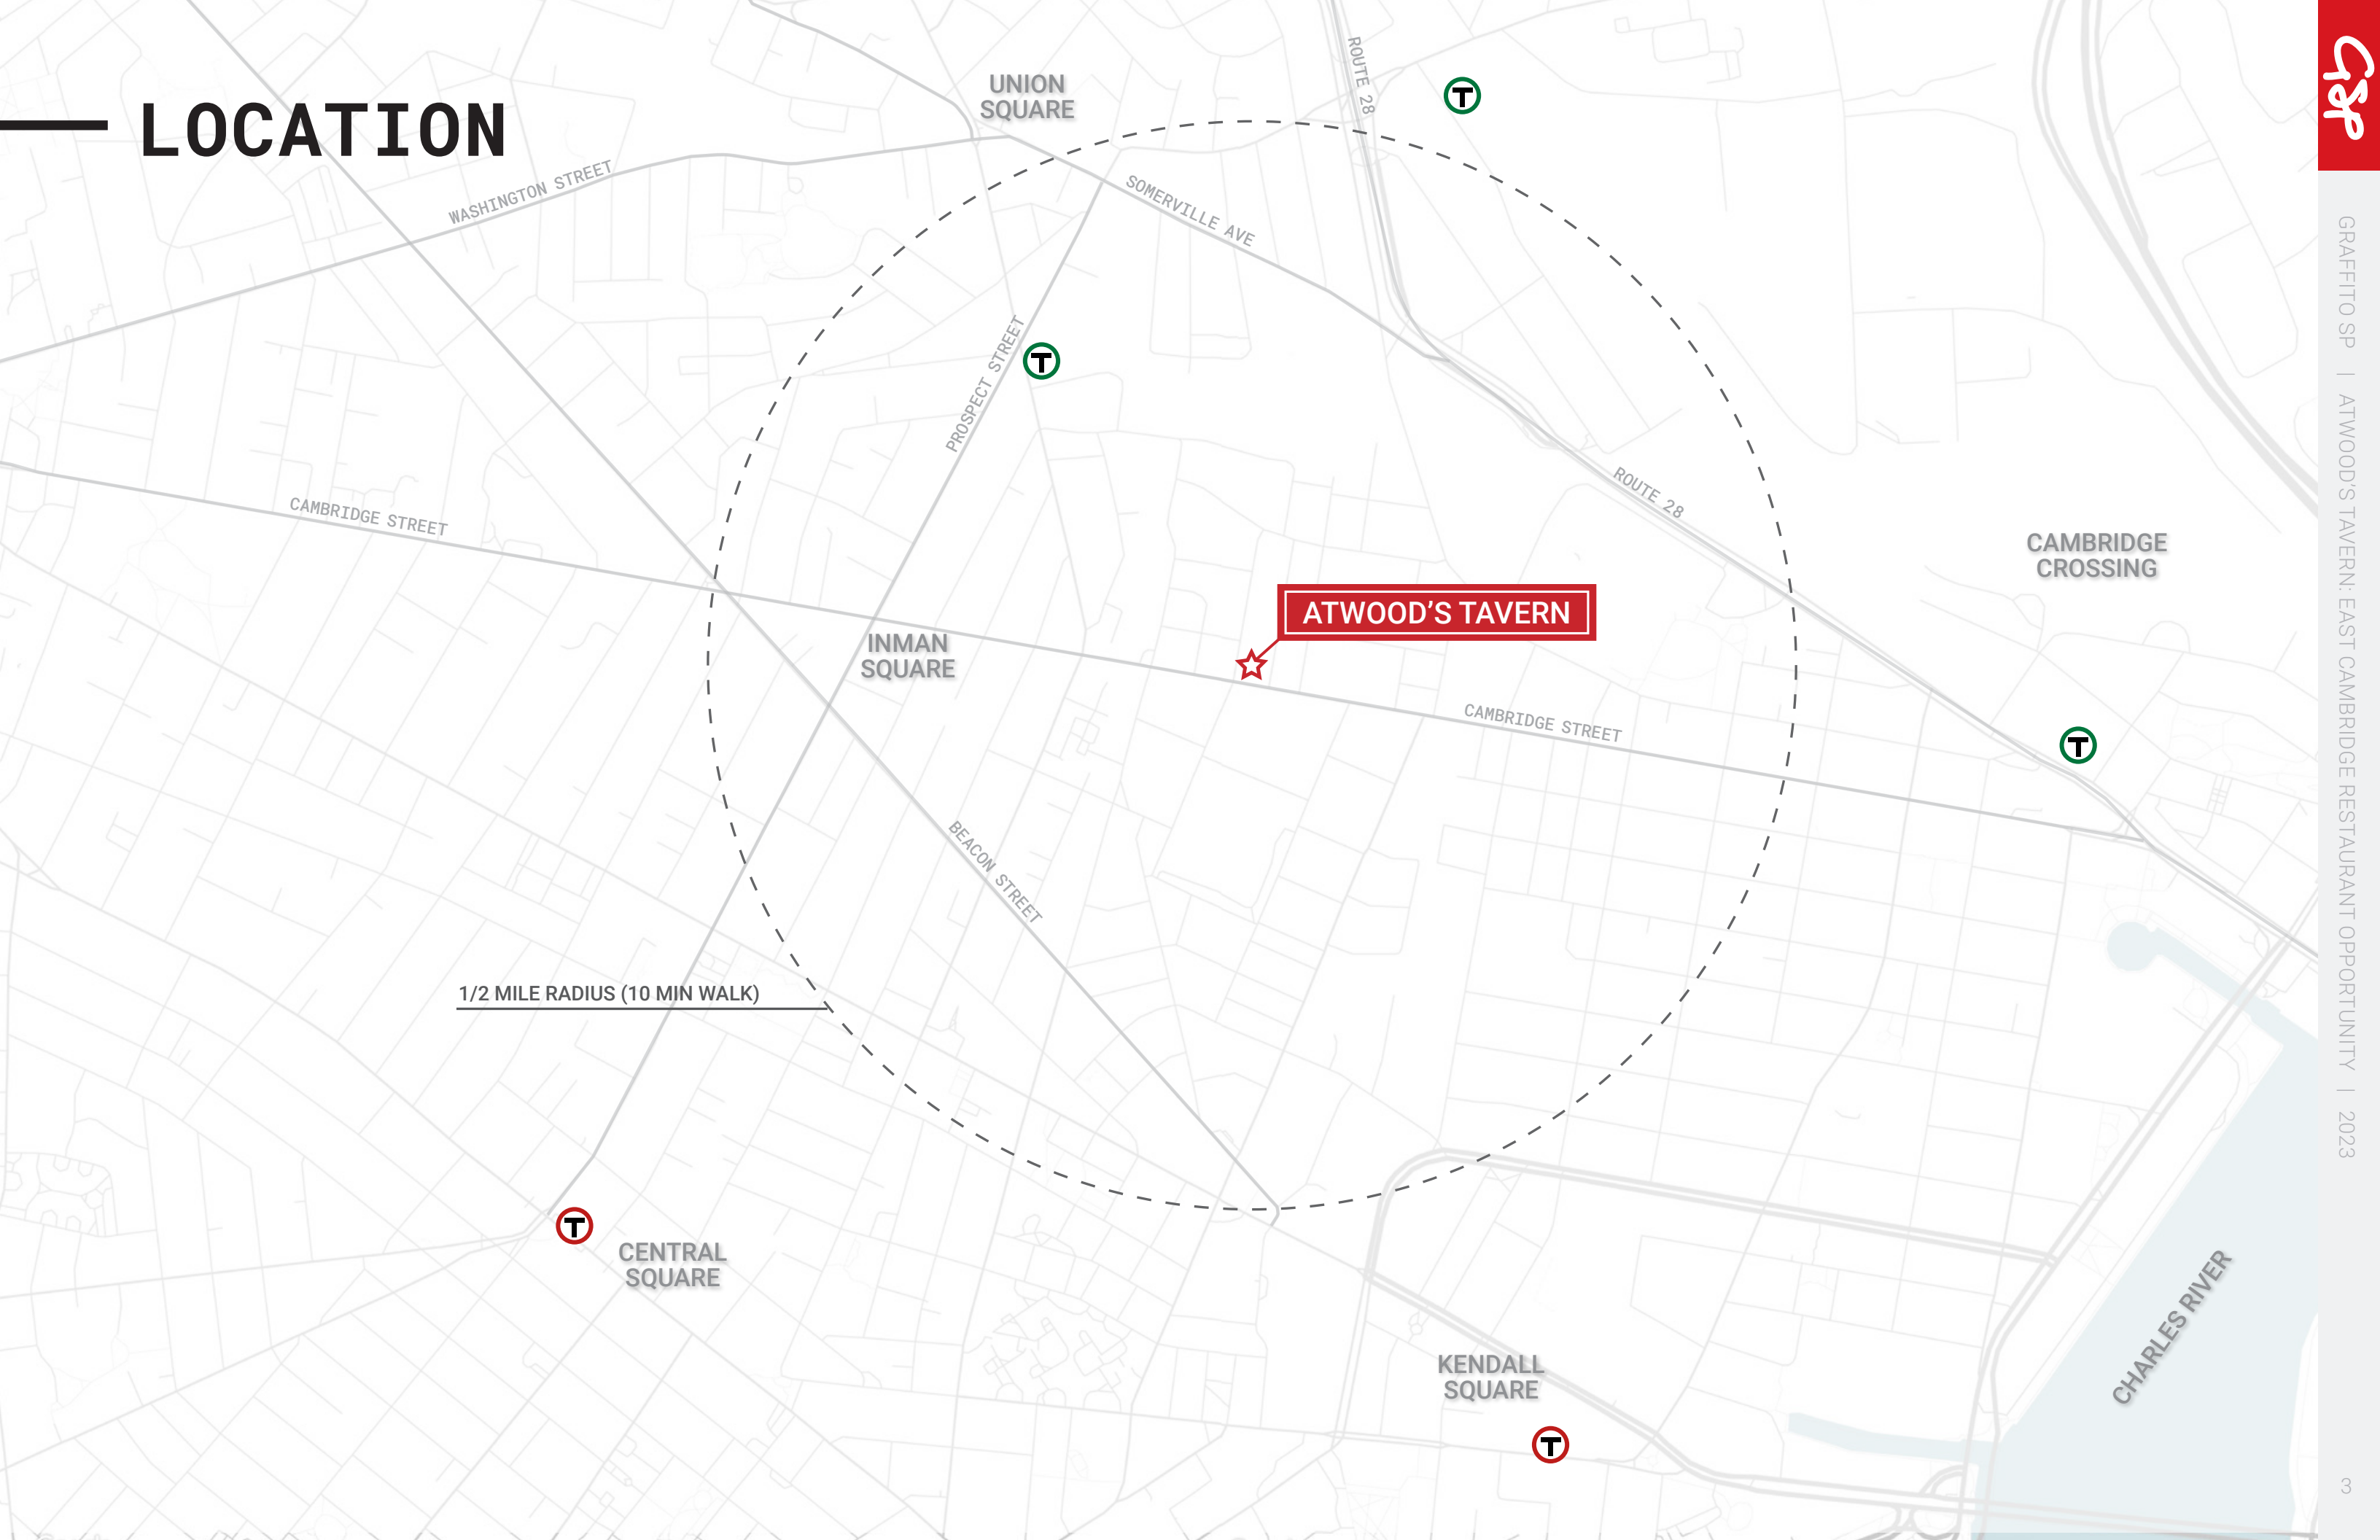 LOCATION
UNION
SQUARE
ROUTE 28
T
WASHINGTON STREET
SOMERVILLE AVE
PROSPECT STREET
T
CAMBRIDGE STREET
ROUTE 28
CAMBRIDGE
CROSSING
ATWOOD'S TAVERN
INMAN
SQUARE
CAMBRIDGE STREET
T
BEACON STREET
1/2 MILE RADIUS (10 MIN WALK)
T
CENTRAL
SQUARE
KENDALL
SQUARE
T
CHARLES RIVER
GSP
GRAFFITO SP | ATWOOD'S TAVERN: EAST CAMBRIDGE RESTAURANT OPPORTUNITY | 2023
3